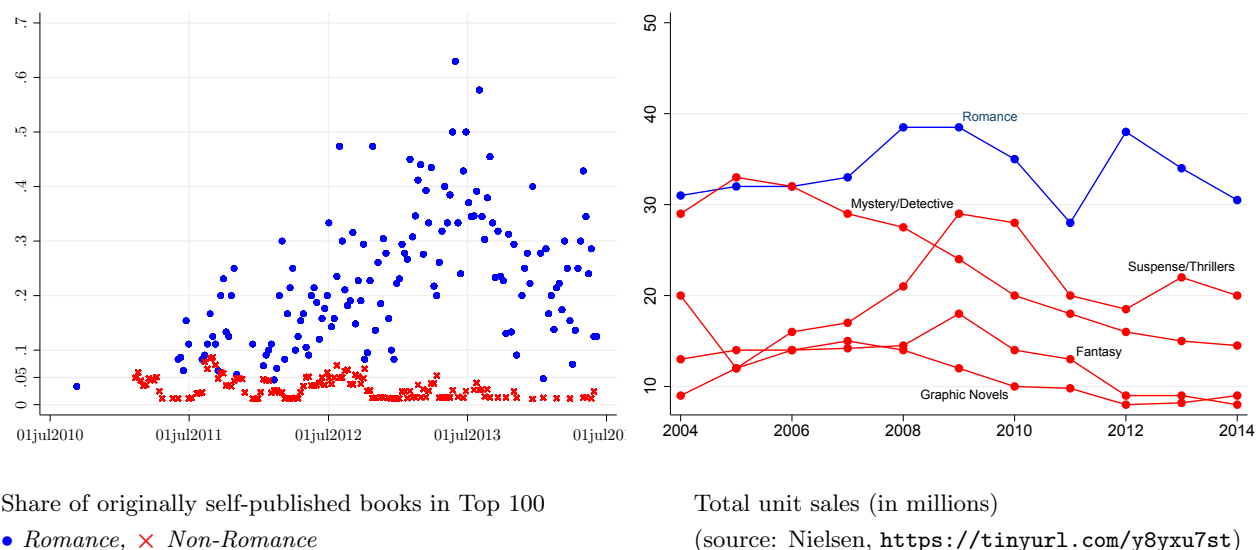 .7
.6
.5
.4
.3
.2
.1
.05
0
01jul2010
01jul2011
01jul2012
01jul2013
50
40
30
20
10
Romance
Mystery/Detective
Suspense/Thrillers
Fantasy
Graphic Novels
2004
2006
2008
2010
2012
2014
Share of originally self-published books in Top 100
Romance, Non-Romance
Total unit sales (in millions)
(source: Nielsen, https://tinyurl.com/y8yxu7st)